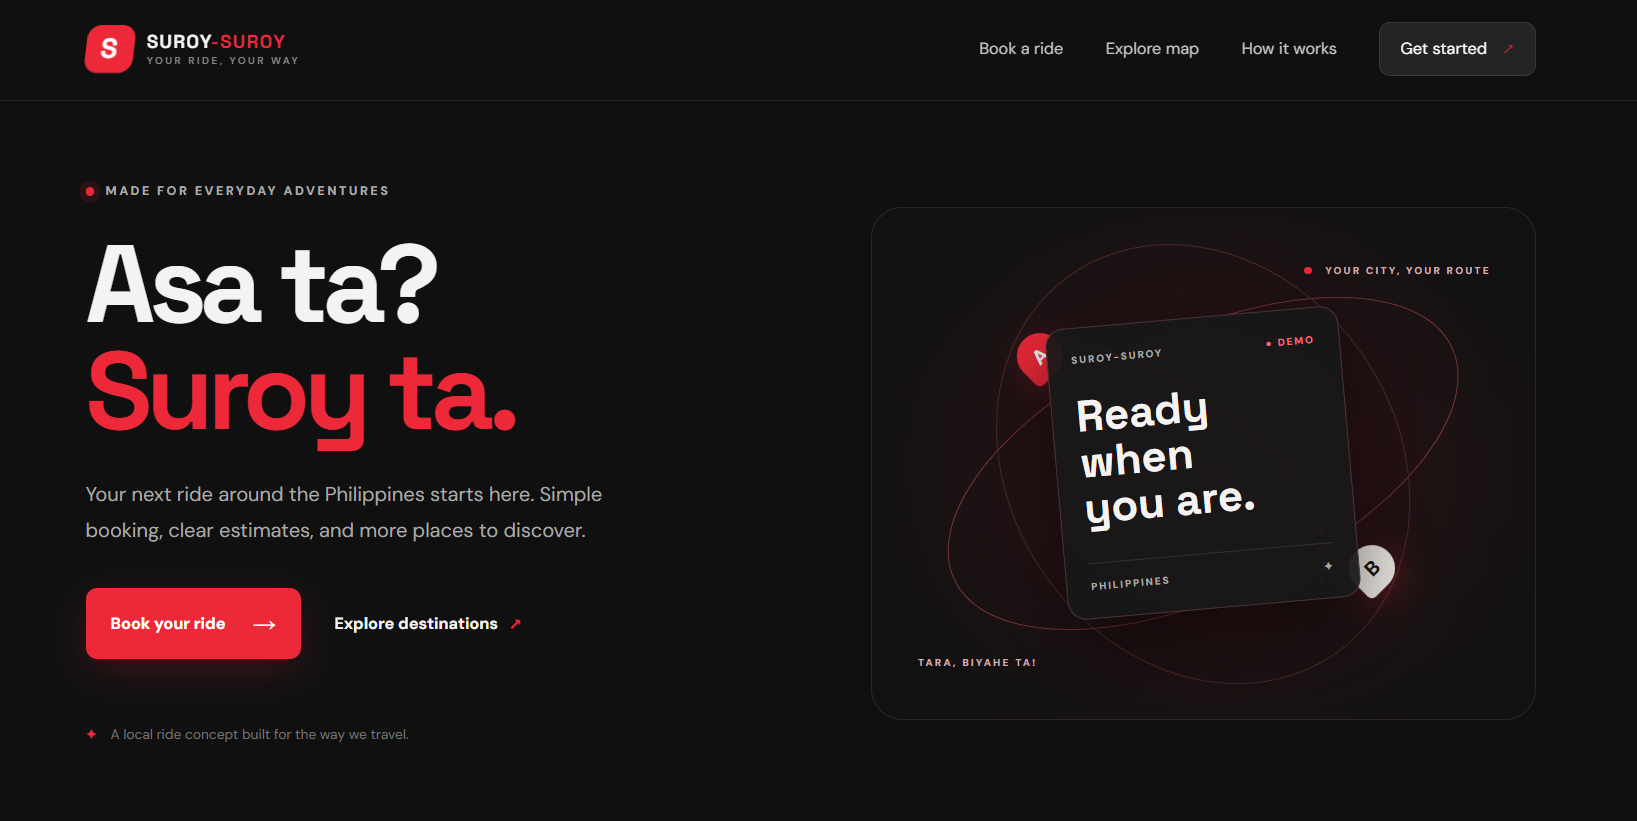 S
SUROY-SUROY
YOUR RIDE, YOUR WAY
Book a ride
Explore map
How it works
Get started ↗
MADE FOR EVERYDAY ADVENTURES
Asa ta?
Suroy ta.
Your next ride around the Philippines starts here. Simple
booking, clear estimates, and more places to discover.
Book your ride →
Explore destinations ↗
✦ A local ride concept built for the way we travel.
YOUR CITY, YOUR ROUTE
A
SUROY-SUROY
DEMO
Ready
when
you are.
PHILIPPINES ✦
B
TARA, BIYAHE TA!